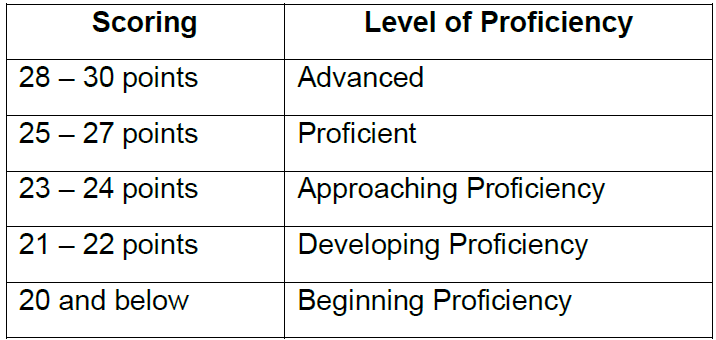 Scoring Level of Proficiency
28 – 30 points Advanced
25 – 27 points Proficient
23 – 24 points Approaching Proficiency
21 – 22 points Developing Proficiency
20 and below Beginning Proficiency